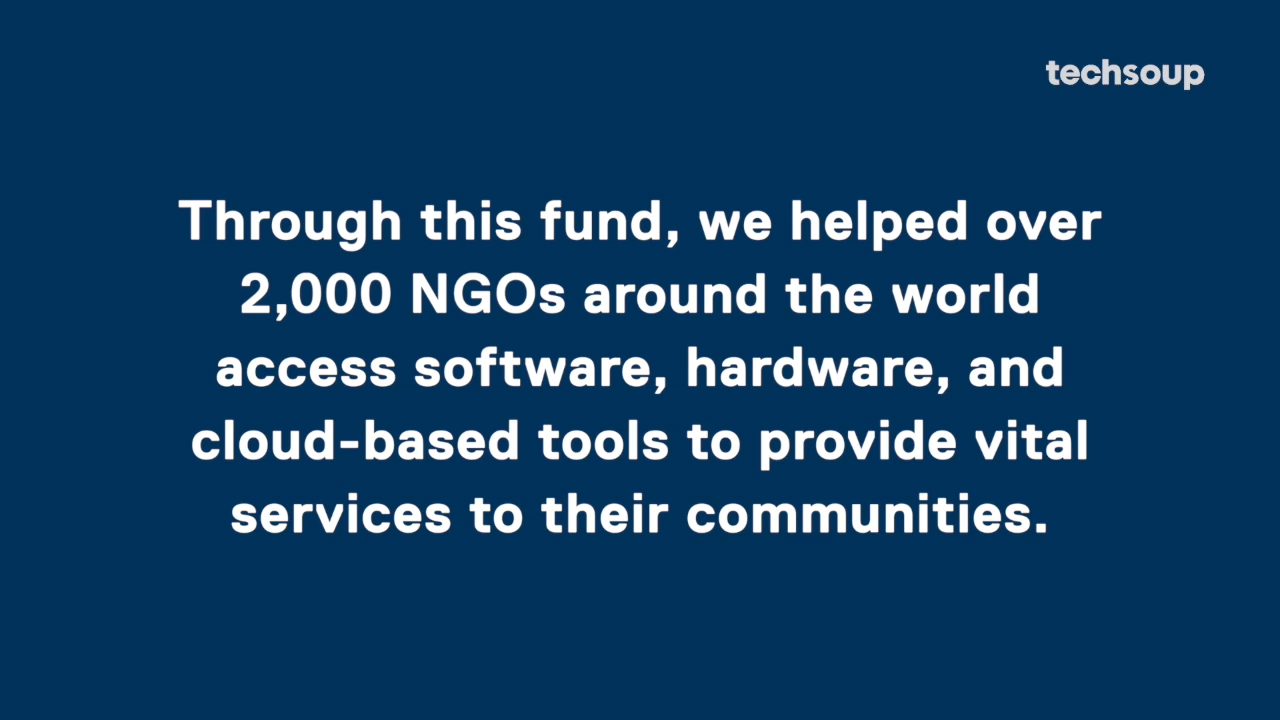 techsoup
Through this fund, we helped over
2,000 NGOs around the world
access software, hardware, and
cloud-based tools to provide vital
services to their communities.